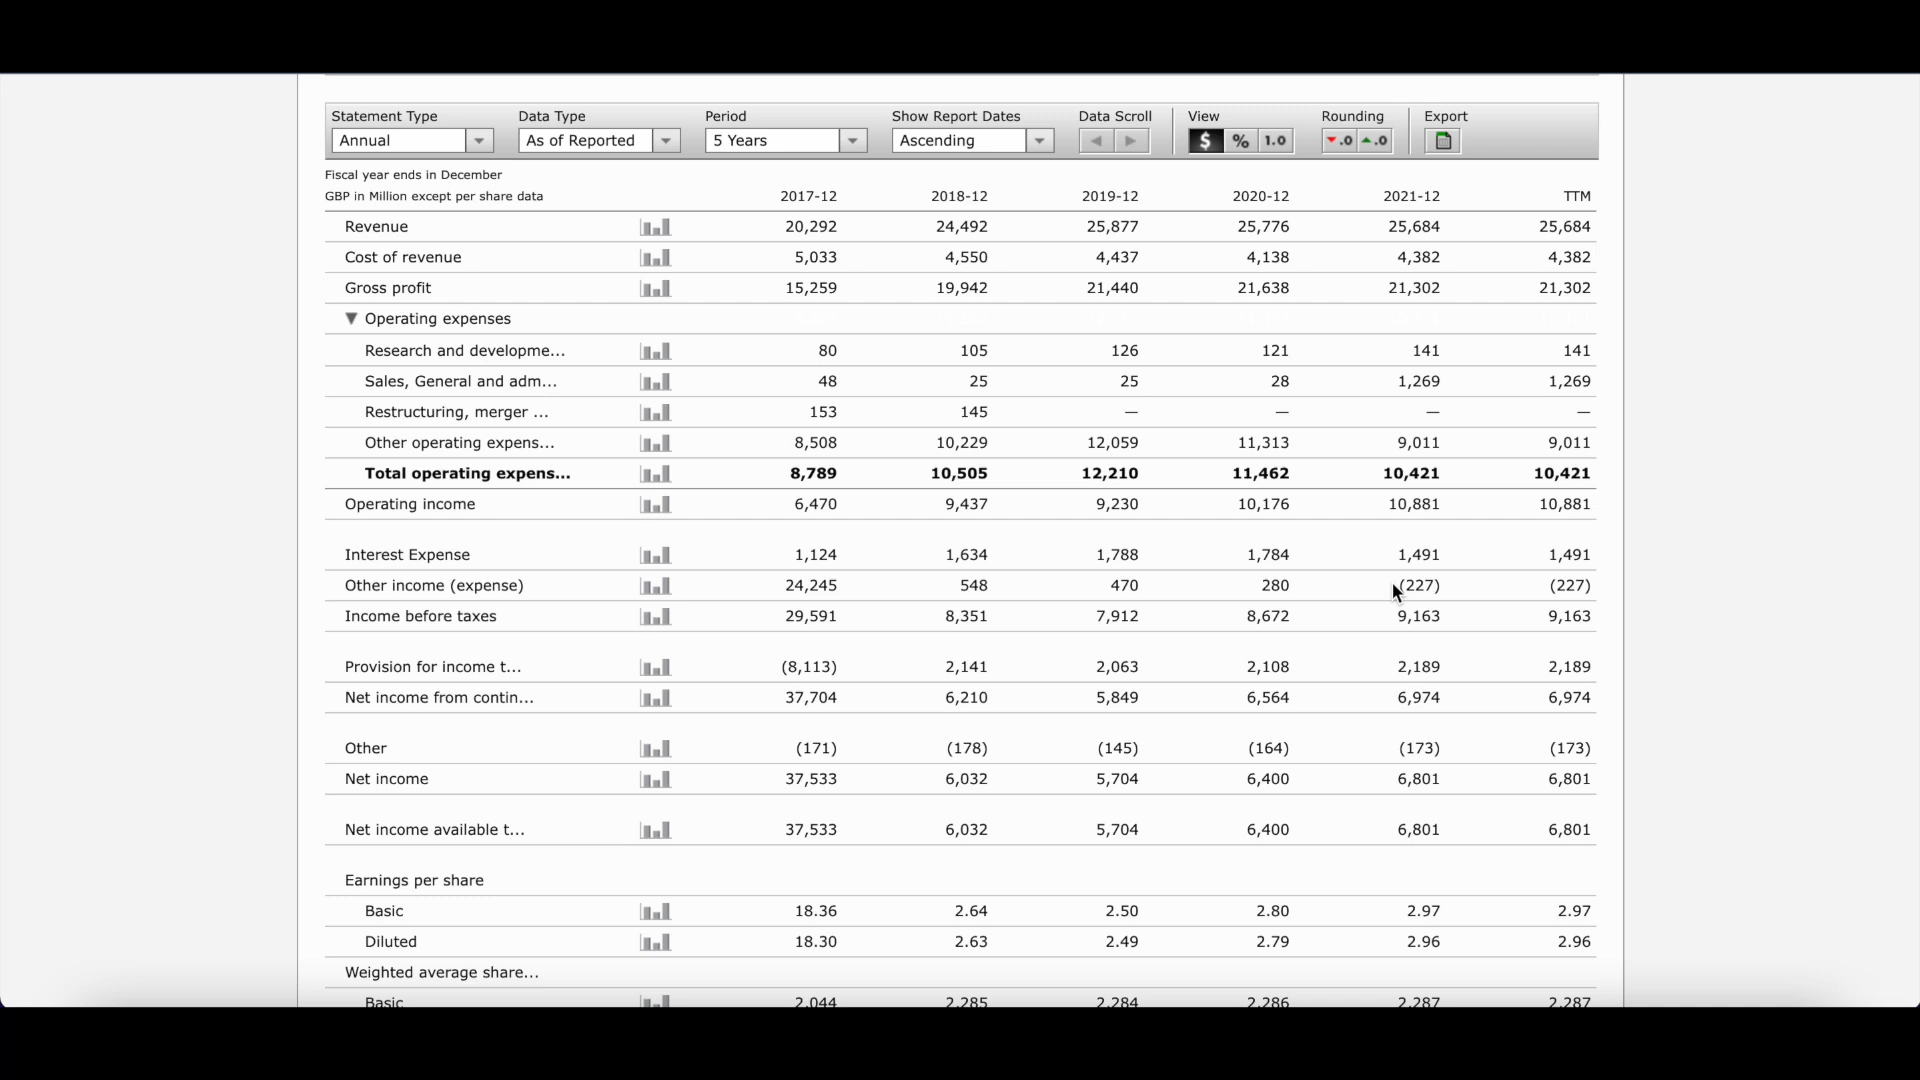 Statement Type Data Type Period Show Report Dates Data Scroll View Rounding Export
Annual As of Reported 5 Years Ascending $ % 1.0 .0 .0
Fiscal year ends in December
GBP in Million except per share data 2017-12 2018-12 2019-12 2020-12 2021-12 TTM
Revenue 20,292 24,492 25,877 25,776 25,684 25,684
Cost of revenue 5,033 4,550 4,437 4,138 4,382 4,382
Gross profit 15,259 19,942 21,440 21,638 21,302 21,302
Operating expenses
Research and developme... 80 105 126 121 141 141
Sales, General and adm... 48 25 25 28 1,269 1,269
Restructuring, merger ... 153 145 — — — —
Other operating expens... 8,508 10,229 12,059 11,313 9,011 9,011
Total operating expens... 8,789 10,505 12,210 11,462 10,421 10,421
Operating income 6,470 9,437 9,230 10,176 10,881 10,881
Interest Expense 1,124 1,634 1,788 1,784 1,491 1,491
Other income (expense) 24,245 548 470 280 (227) (227)
Income before taxes 29,591 8,351 7,912 8,672 9,163 9,163
Provision for income t... (8,113) 2,141 2,063 2,108 2,189 2,189
Net income from contin... 37,704 6,210 5,849 6,564 6,974 6,974
Other (171) (178) (145) (164) (173) (173)
Net income 37,533 6,032 5,704 6,400 6,801 6,801
Net income available t... 37,533 6,032 5,704 6,400 6,801 6,801
Earnings per share
Basic 18.36 2.64 2.50 2.80 2.97 2.97
Diluted 18.30 2.63 2.49 2.79 2.96 2.96
Weighted average share...
Basic 2,044 2,285 2,284 2,286 2,287 2,287